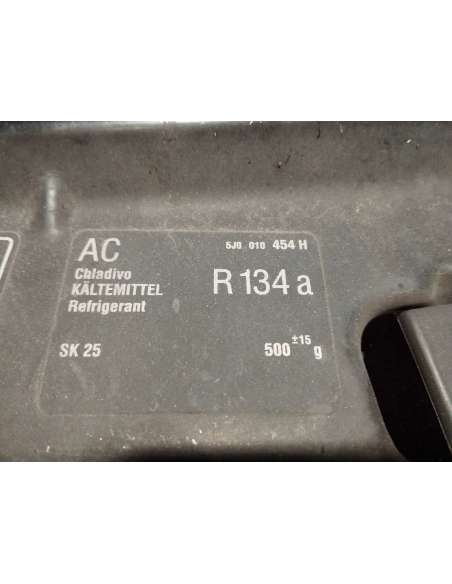 AC 5J0 010 454 H
Chladivo
KÄLTEMITTEL R 134 a
Refrigerant
SK 25 500 ±15 g